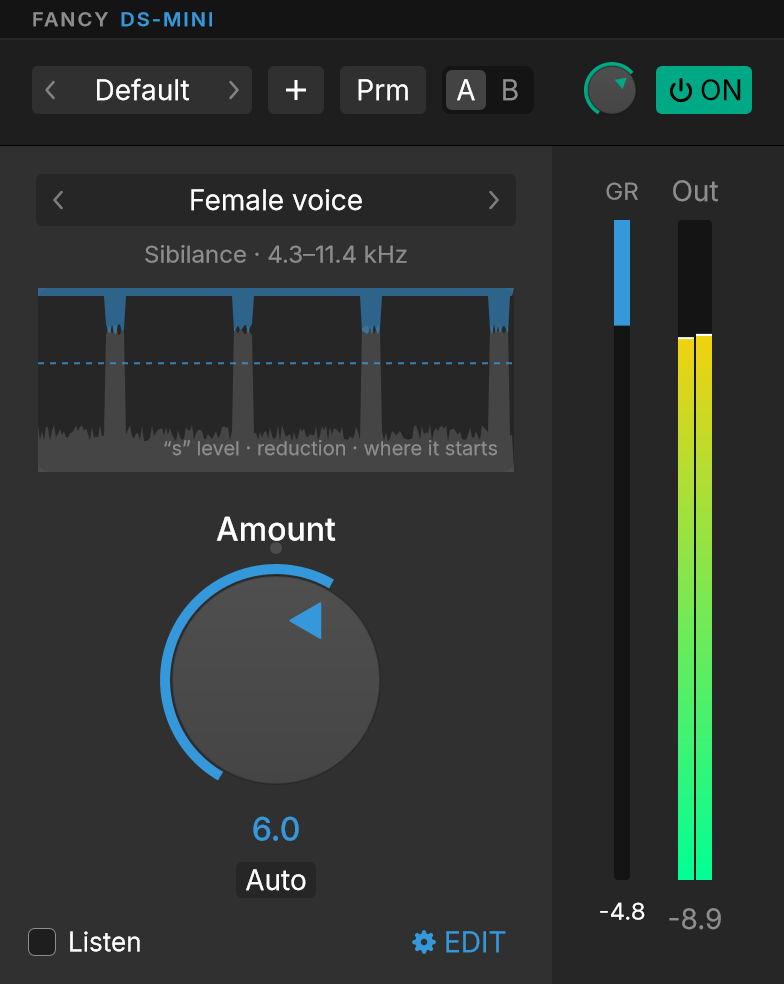 FANCY DS-MINI
Default + Prm A B ON
Female voice
Sibilance · 4.3–11.4 kHz
“s” level · reduction · where it starts
Amount
6.0
Auto
Listen EDIT
GR Out
-4.8 -8.9